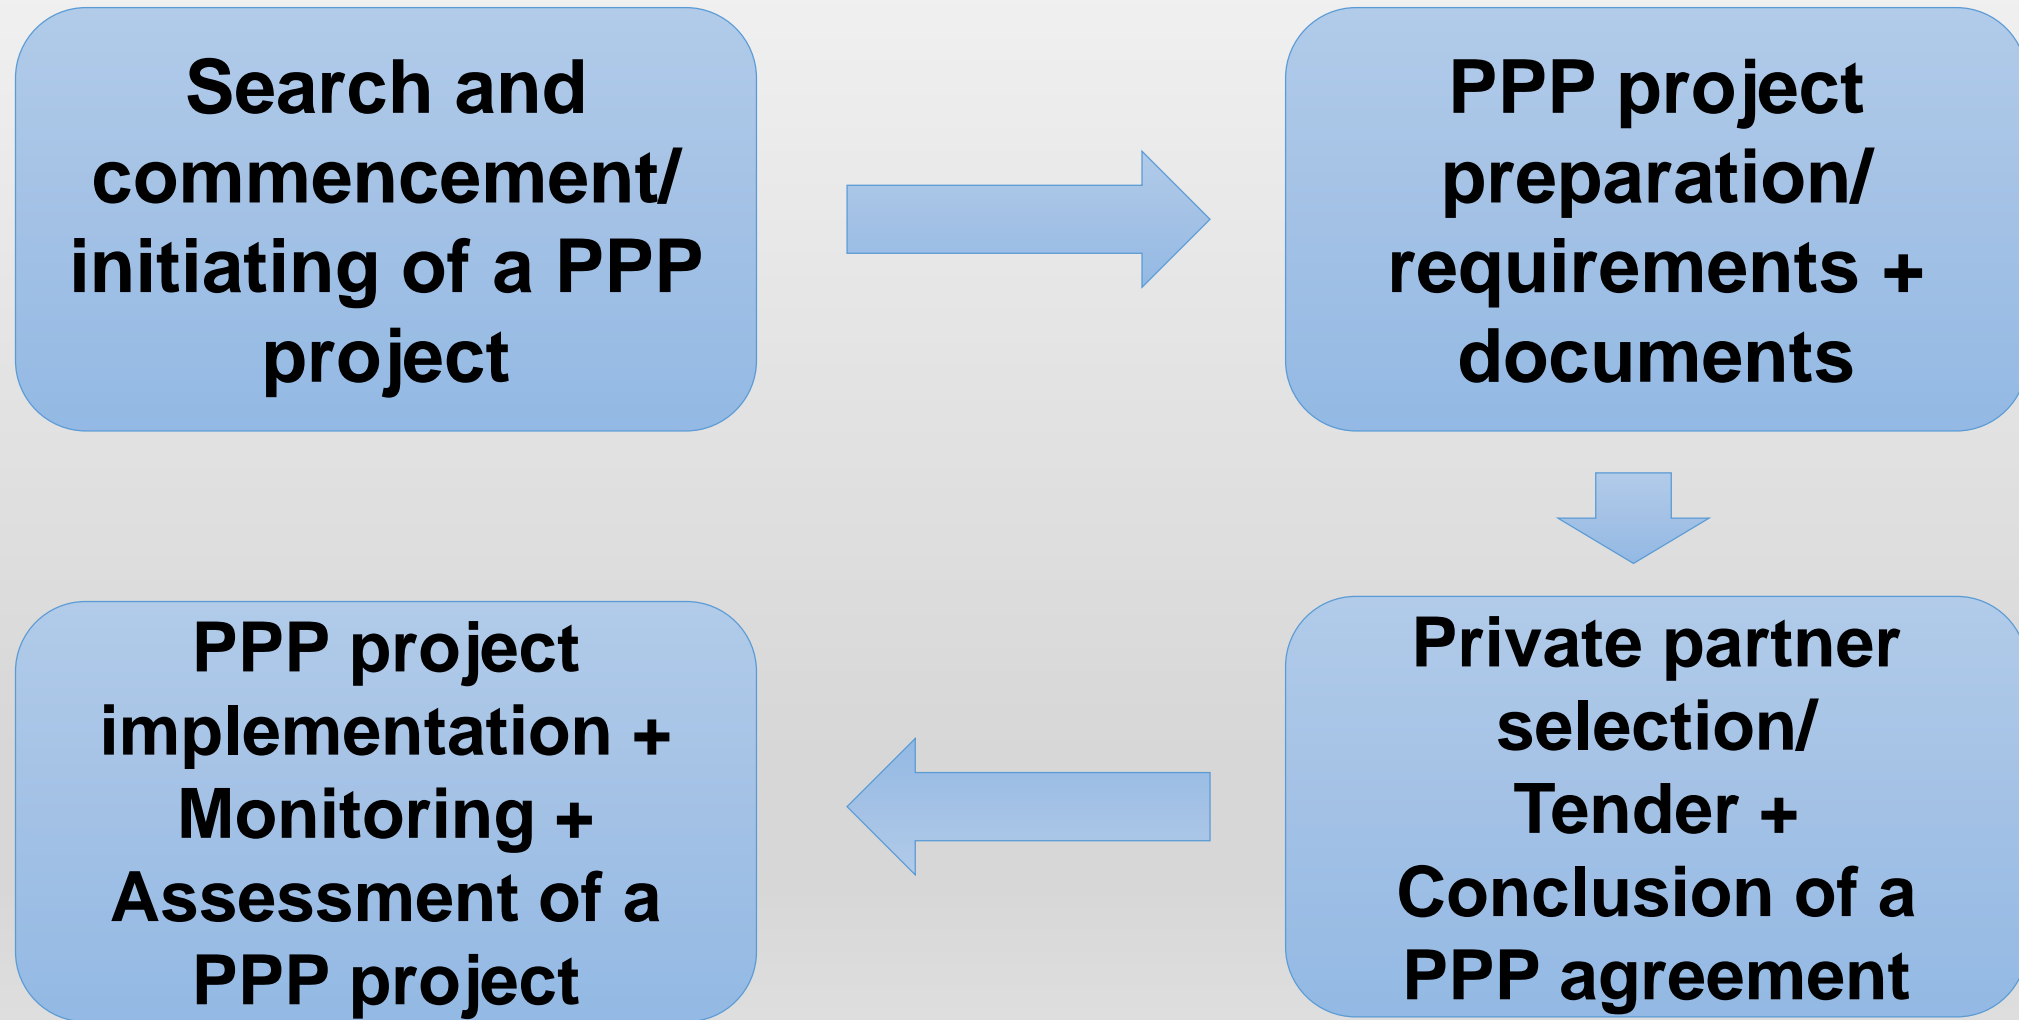 Search and
commencement/
initiating of a PPP
project
PPP project
preparation/
requirements +
documents
Private partner
selection/
Tender +
Conclusion of a
PPP agreement
PPP project
implementation +
Monitoring +
Assessment of a
PPP project